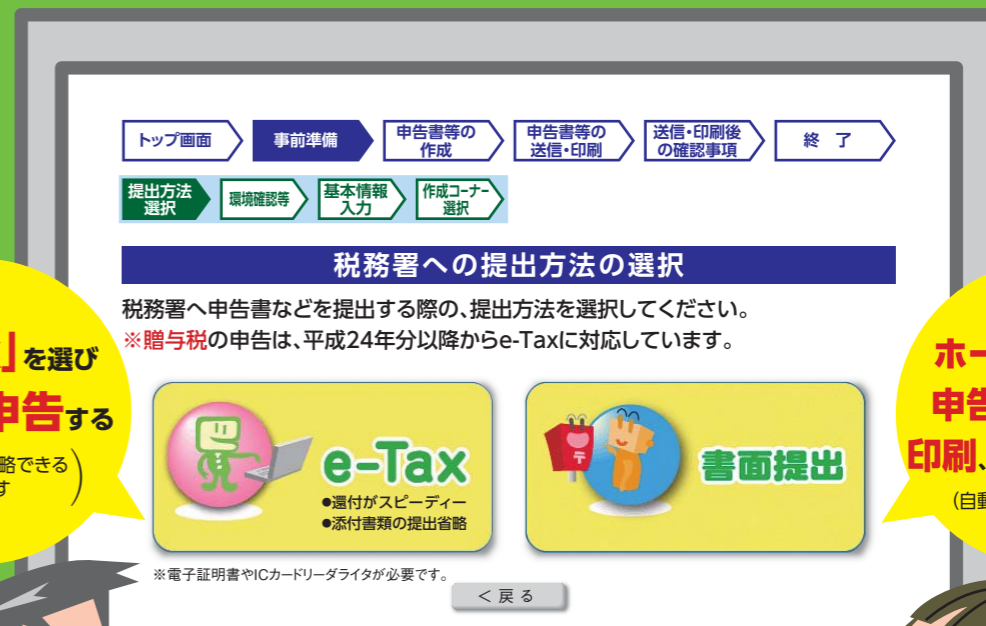 トップ画面
事前準備
申告書等の
作成
申告書等の
送信・印刷
送信・印刷後
の確認事項
終 了
提出方法
選択
環境確認等
基本情報
入力
作成コーナー
選択
税務署への提出方法の選択
税務署へ申告書などを提出する際の、提出方法を選択してください。
※贈与税の申告は、平成24年分以降からe-Taxに対応しています。
」を選び
申告する
略できる
す
e-Tax
●還付がスピーディー
●添付書類の提出省略
書面提出
ホー
申告
印刷、
(自動
※電子証明書やICカードリーダライタが必要です。
＜戻る